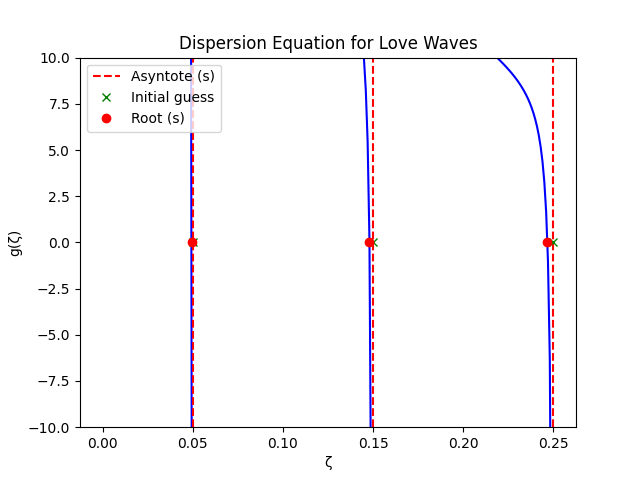 Dispersion Equation for Love Waves
10.0
7.5
5.0
2.5
0.0
−2.5
−5.0
−7.5
−10.0
g(ζ)
Asyntote (s)
Initial guess
Root (s)
0.00 0.05 0.10 0.15 0.20 0.25
ζ